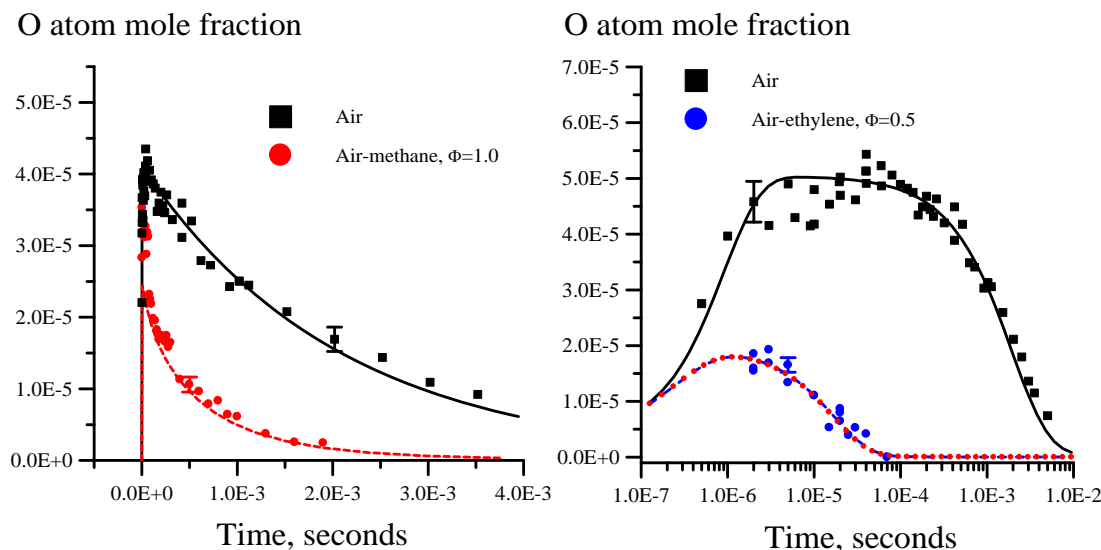 O atom mole fraction
5.0E-5
4.0E-5
3.0E-5
2.0E-5
1.0E-5
0.0E+0
Air
Air-methane, Φ=1.0
0.0E+0 1.0E-3 2.0E-3 3.0E-3 4.0E-3
Time, seconds
O atom mole fraction
7.0E-5
6.0E-5
5.0E-5
4.0E-5
3.0E-5
2.0E-5
1.0E-5
0.0E+0
Air
Air-ethylene, Φ=0.5
1.0E-7 1.0E-6 1.0E-5 1.0E-4 1.0E-3 1.0E-2
Time, seconds